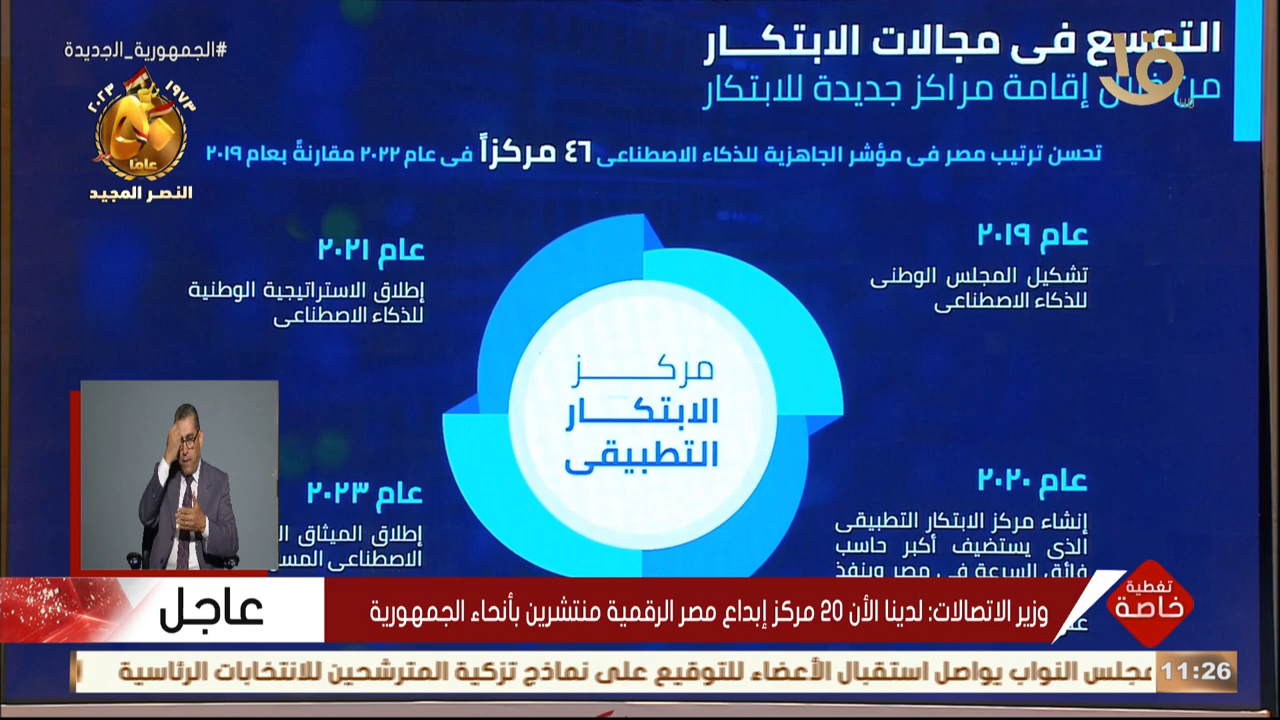 التوسع فى مجالات الابتكــار
من خلال إقامة مراكز جديدة للابتكار
#الجمهورية_الجديدة
١٩٧٣
٢٠٢٣
٥٠
عاماً
النصر المجيد
تحسن ترتيب مصر فى مؤشر الجاهزية للذكاء الاصطناعى ٤٦ مركزاً فى عام ٢٠٢٢ مقارنةً بعام ٢٠١٩
عام ٢٠١٩
تشكيل المجلس الوطنى
للذكاء الاصطناعى
عام ٢٠٢١
إطلاق الاستراتيجية الوطنية
للذكاء الاصطناعى
مركــــــز
الابتكــار
التطبيقى
عام ٢٠٢٠
إنشاء مركز الابتكار التطبيقى
الذى يستضيف أكبر حاسب
فائق السرعة فى مصر وينفذ
عام ٢٠٢٣
إطلاق الميثاق
الاصطناعى
تغطية
خاصة
وزير الاتصالات: لدينا الأن 20 مركز إبداع مصر الرقمية منتشرين بأنحاء الجمهورية
عاجل
11:26
مجلس النواب يواصل استقبال الأعضاء للتوقيع على نماذج تزكية المترشحين للانتخابات الرئاسية